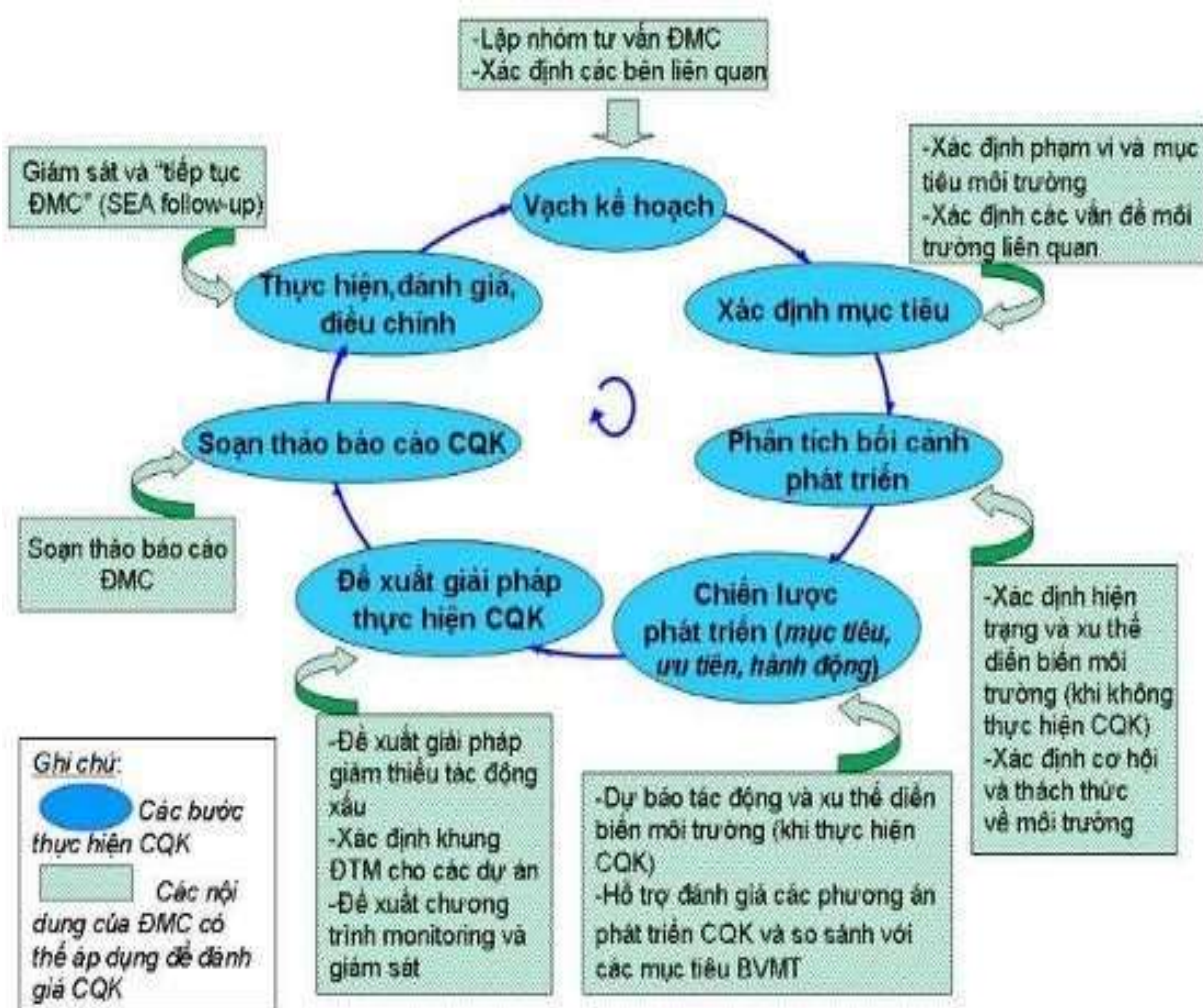 -Lập nhóm tư vấn ĐMC
-Xác định các bên liên quan
Vạch kế hoạch
-Xác định phạm vi và mục
tiêu môi trường
-Xác định các vấn đề môi
trường liên quan
Xác định mục tiêu
Phân tích bối cảnh
phát triển
-Xác định hiện
trạng và xu thế
diễn biến môi
trường (khi không
thực hiện CQK)
-Xác định cơ hội
và thách thức
về môi trường
Chiến lược
phát triển (mục tiêu,
ưu tiên, hành động)
-Dự báo tác động và xu thế diễn
biến môi trường (khi thực hiện
CQK)
-Hỗ trợ đánh giá các phương án
phát triển CQK và so sánh với
các mục tiêu BVMT
Đề xuất giải pháp
thực hiện CQK
-Đề xuất giải pháp
giảm thiểu tác động
xấu
-Xác định khung
ĐTM cho các dự án
-Đề xuất chương
trình monitoring và
giám sát
Soạn thảo báo cáo CQK
Soạn thảo báo cáo
ĐMC
Thực hiện,đánh giá,
điều chỉnh
Giám sát và "tiếp tục
ĐMC" (SEA follow-up)
Ghi chú:
Các bước
thực hiện CQK
Các nội
dung của ĐMC có
thể áp dụng để đánh
giá CQK